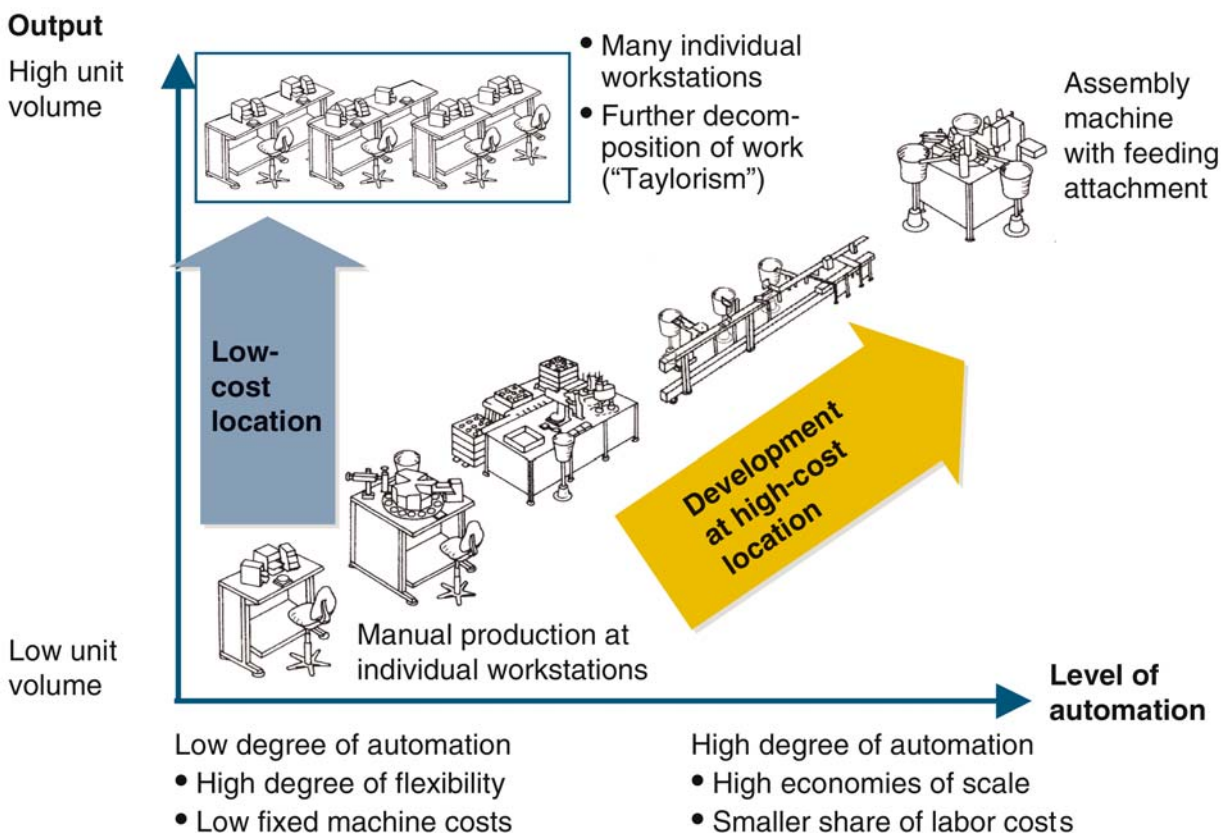 Output
High unit
volume
• Many individual
workstations
• Further decom-
position of work
(“Taylorism”)
Assembly
machine
with feeding
attachment
Low-
cost
location
Development
at high-cost
location
Manual production at
individual workstations
Low unit
volume
Level of
automation
Low degree of automation
• High degree of flexibility
• Low fixed machine costs
High degree of automation
• High economies of scale
• Smaller share of labor costs